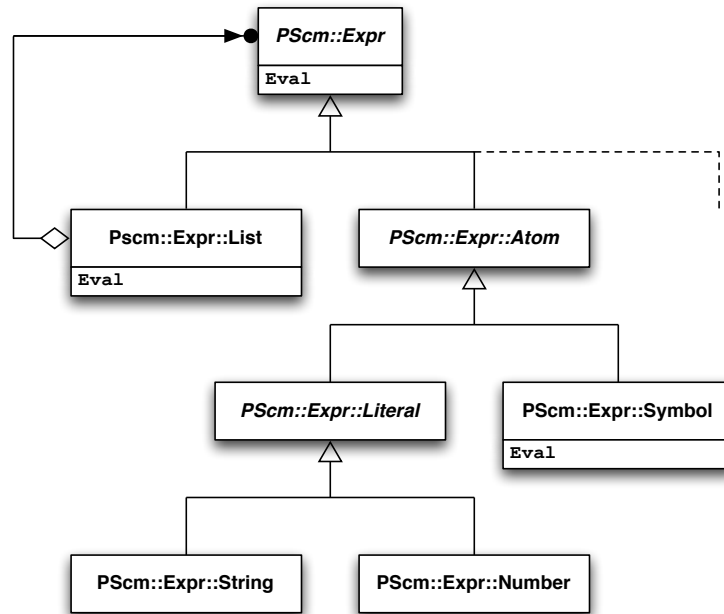 PScm::Expr
Eval
Pscm::Expr::List
Eval
PScm::Expr::Atom
PScm::Expr::Literal
PScm::Expr::Symbol
Eval
PScm::Expr::String
PScm::Expr::Number